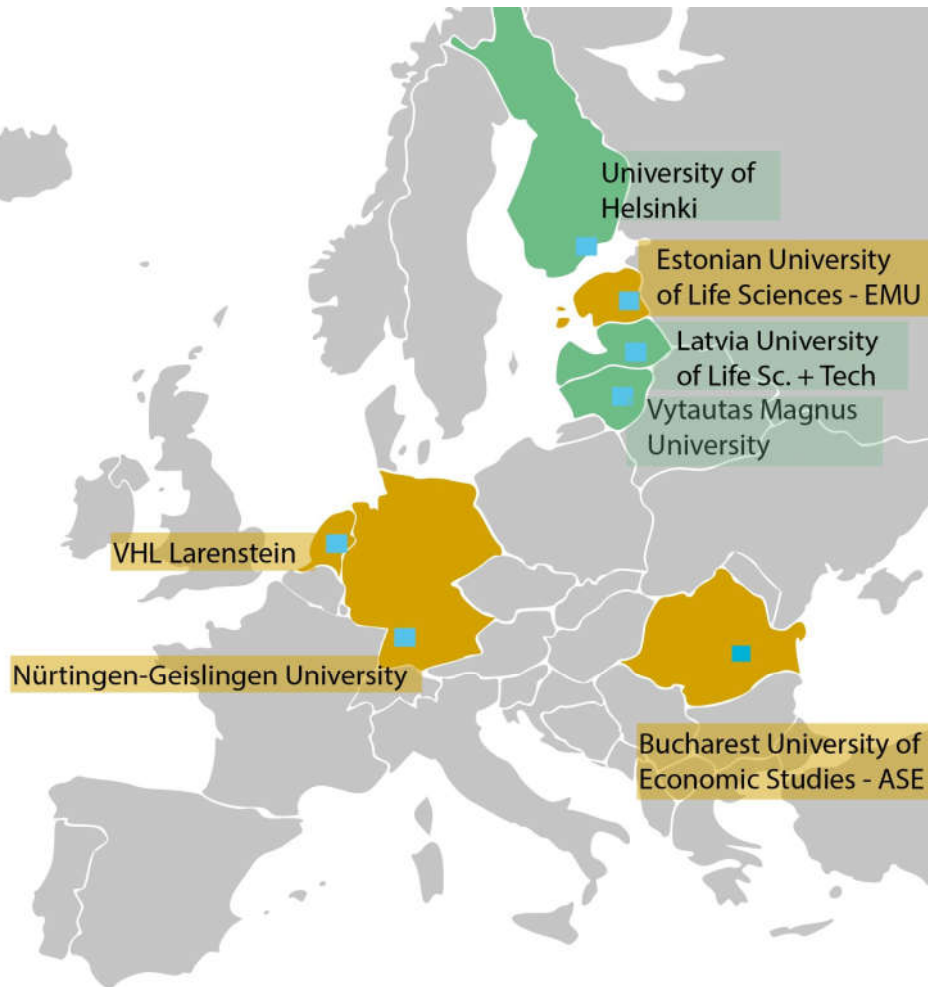 University of
Helsinki
Estonian University
of Life Sciences - EMU
Latvia University
of Life Sc. + Tech
Vytautas Magnus
University
VHL Larenstein
Nürtingen-Geislingen University
Bucharest University of
Economic Studies - ASE